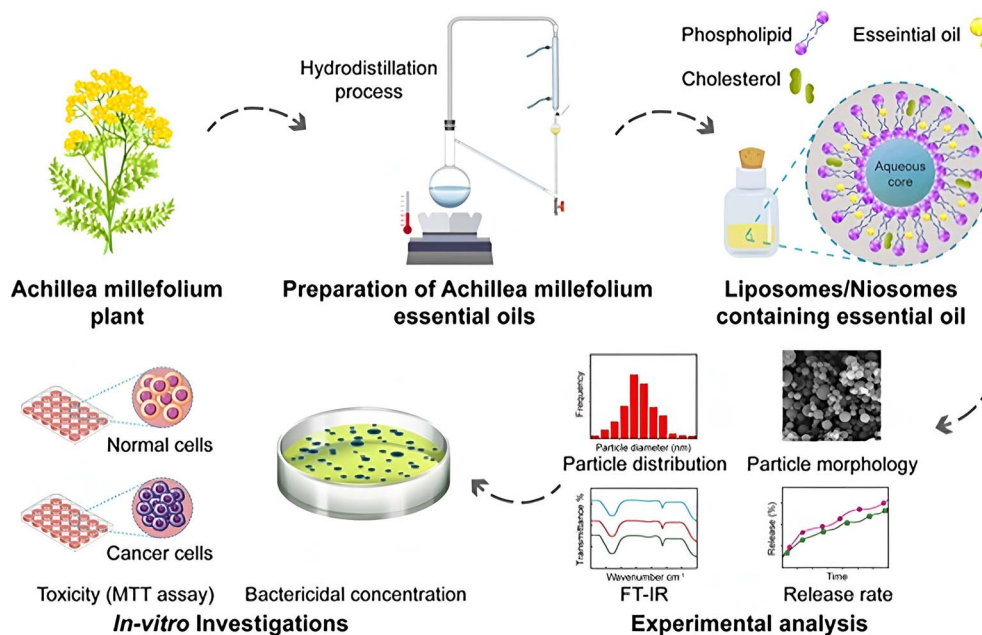 Hydrodistillation
process
Phospholipid
Esseintial oil
Cholesterol
Aqueous
core
Achillea millefolium
plant
Preparation of Achillea millefolium
essential oils
Liposomes/Niosomes
containing essential oil
Normal cells
Cancer cells
Toxicity (MTT assay)
Bactericidal concentration
In-vitro Investigations
Frequency
Particle diameter (nm)
Particle distribution
Particle morphology
Transmittance %
Wavenumber cm-1
FT-IR
Release (%)
Time
Release rate
Experimental analysis